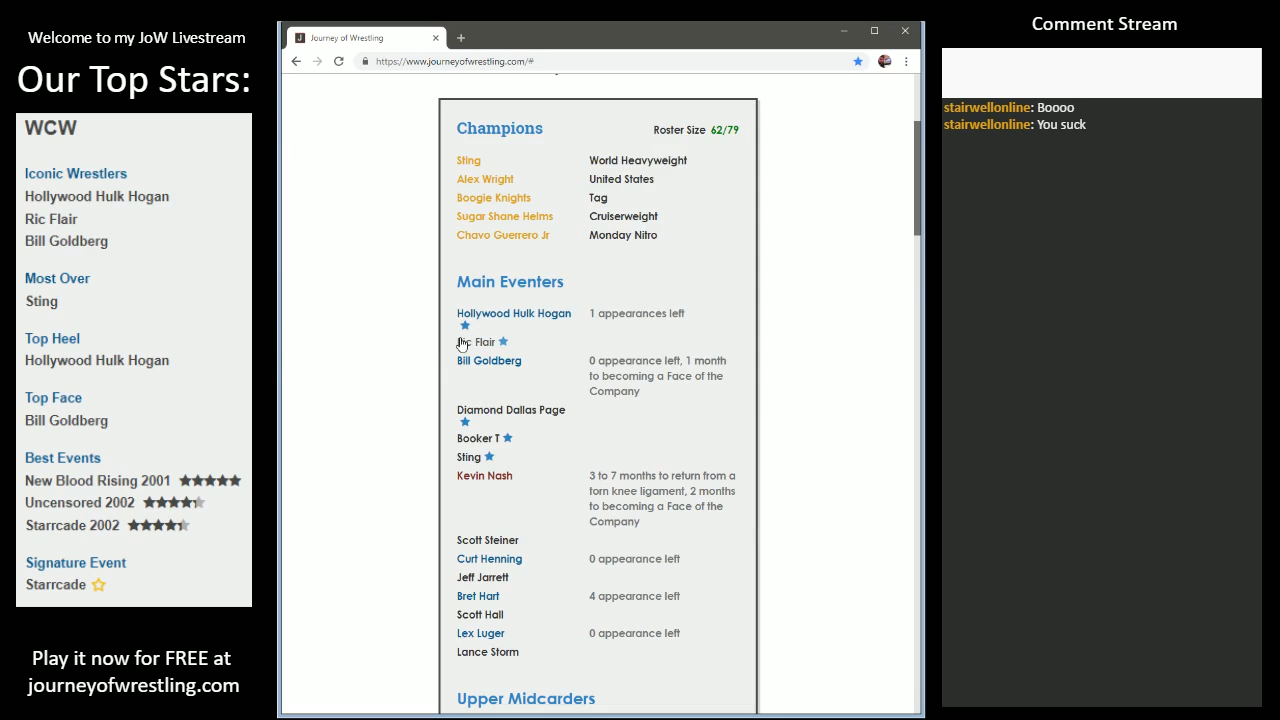 Welcome to my JoW Livestream
Our Top Stars:
WCW
Iconic Wrestlers
Hollywood Hulk Hogan
Ric Flair
Bill Goldberg
Most Over
Sting
Top Heel
Hollywood Hulk Hogan
Top Face
Bill Goldberg
Best Events
New Blood Rising 2001
Uncensored 2002
Starrcade 2002
Signature Event
Starrcade
Play it now for FREE at
journeyofwrestling.com
J Journey of Wrestling
https://www.journeyofwrestling.com/#
Champions
Roster Size 62/79
Sting World Heavyweight
Alex Wright United States
Boogie Knights Tag
Sugar Shane Helms Cruiserweight
Chavo Guerrero Jr Monday Nitro
Main Eventers
Hollywood Hulk Hogan 1 appearances left
Ric Flair
Bill Goldberg 0 appearance left, 1 month
to becoming a Face of the
Company
Diamond Dallas Page
Booker T
Sting
Kevin Nash 3 to 7 months to return from a
torn knee ligament, 2 months
to becoming a Face of the
Company
Scott Steiner
Curt Henning 0 appearance left
Jeff Jarrett
Bret Hart 4 appearance left
Scott Hall
Lex Luger 0 appearance left
Lance Storm
Upper Midcarders
Comment Stream
stairwellonline: Boooo
stairwellonline: You suck